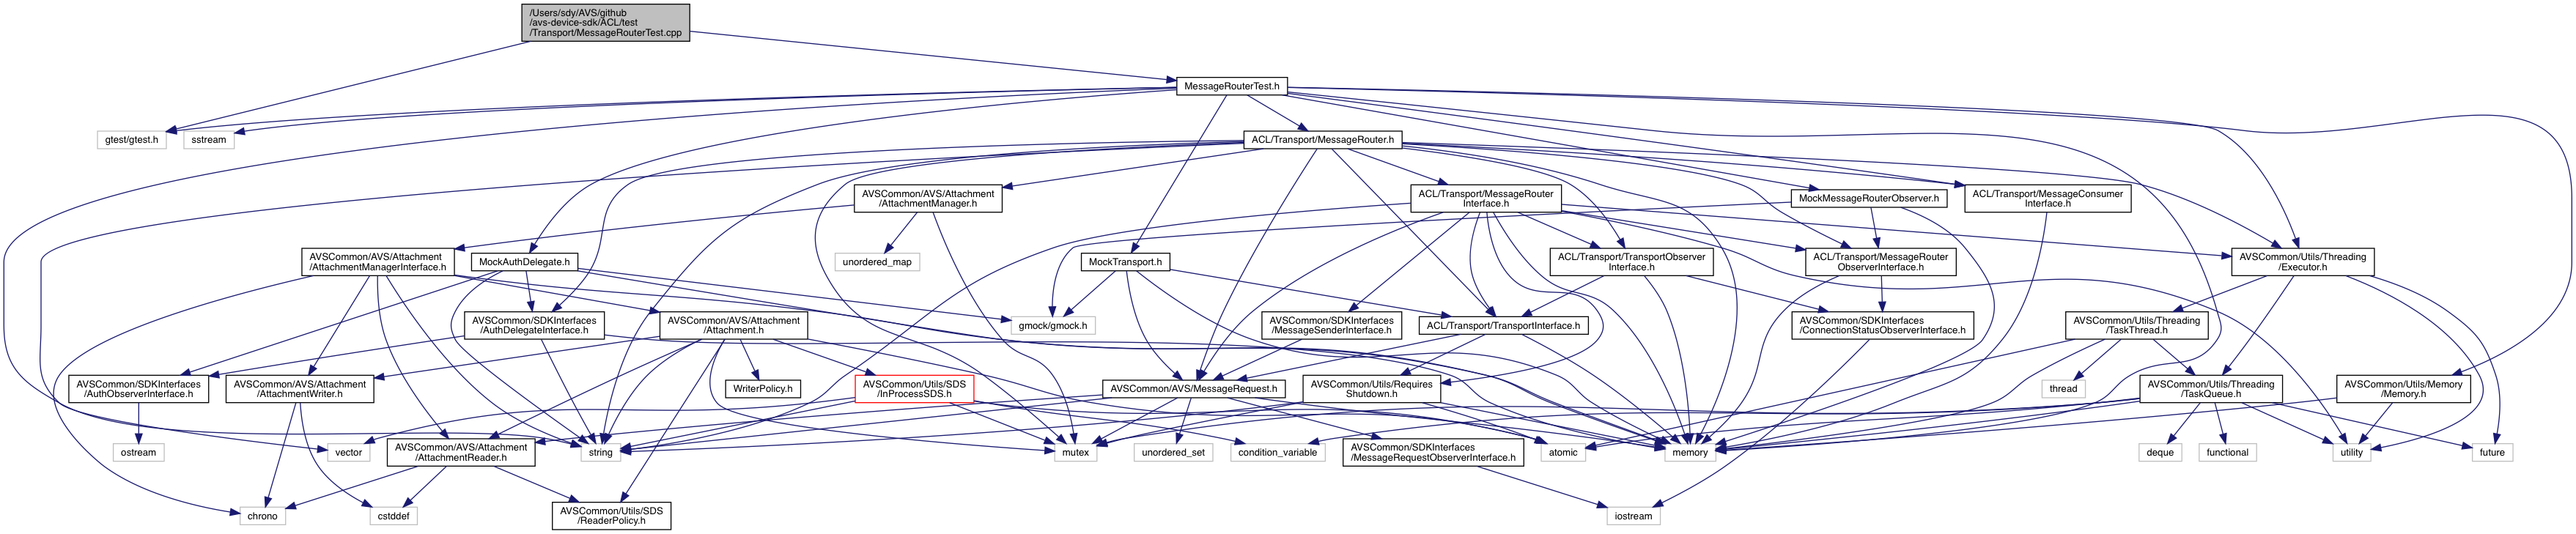 /Users/sdy/AVS/github
/avs-device-sdk/ACL/test
/Transport/MessageRouterTest.cpp
MessageRouterTest.h
gtest/gtest.h
sstream
ACL/Transport/MessageRouter.h
AVSCommon/AVS/Attachment
/AttachmentManager.h
ACL/Transport/MessageRouter
Interface.h
MockMessageRouterObserver.h
ACL/Transport/MessageConsumer
Interface.h
AVSCommon/AVS/Attachment
/AttachmentManagerInterface.h
MockAuthDelegate.h
unordered_map
MockTransport.h
ACL/Transport/TransportObserver
Interface.h
ACL/Transport/MessageRouter
ObserverInterface.h
AVSCommon/Utils/Threading
/Executor.h
AVSCommon/SDKInterfaces
/AuthDelegateInterface.h
AVSCommon/AVS/Attachment
/Attachment.h
gmock/gmock.h
AVSCommon/SDKInterfaces
/MessageSenderInterface.h
ACL/Transport/TransportInterface.h
AVSCommon/SDKInterfaces
/ConnectionStatusObserverInterface.h
AVSCommon/Utils/Threading
/TaskThread.h
AVSCommon/SDKInterfaces
/AuthObserverInterface.h
AVSCommon/AVS/Attachment
/AttachmentWriter.h
WriterPolicy.h
AVSCommon/Utils/SDS
/InProcessSDS.h
AVSCommon/AVS/MessageRequest.h
AVSCommon/Utils/Requires
Shutdown.h
thread
AVSCommon/Utils/Threading
/TaskQueue.h
AVSCommon/Utils/Memory
/Memory.h
ostream
vector
AVSCommon/AVS/Attachment
/AttachmentReader.h
string
mutex
unordered_set
condition_variable
AVSCommon/SDKInterfaces
/MessageRequestObserverInterface.h
atomic
memory
deque
functional
utility
future
chrono
cstddef
AVSCommon/Utils/SDS
/ReaderPolicy.h
iostream